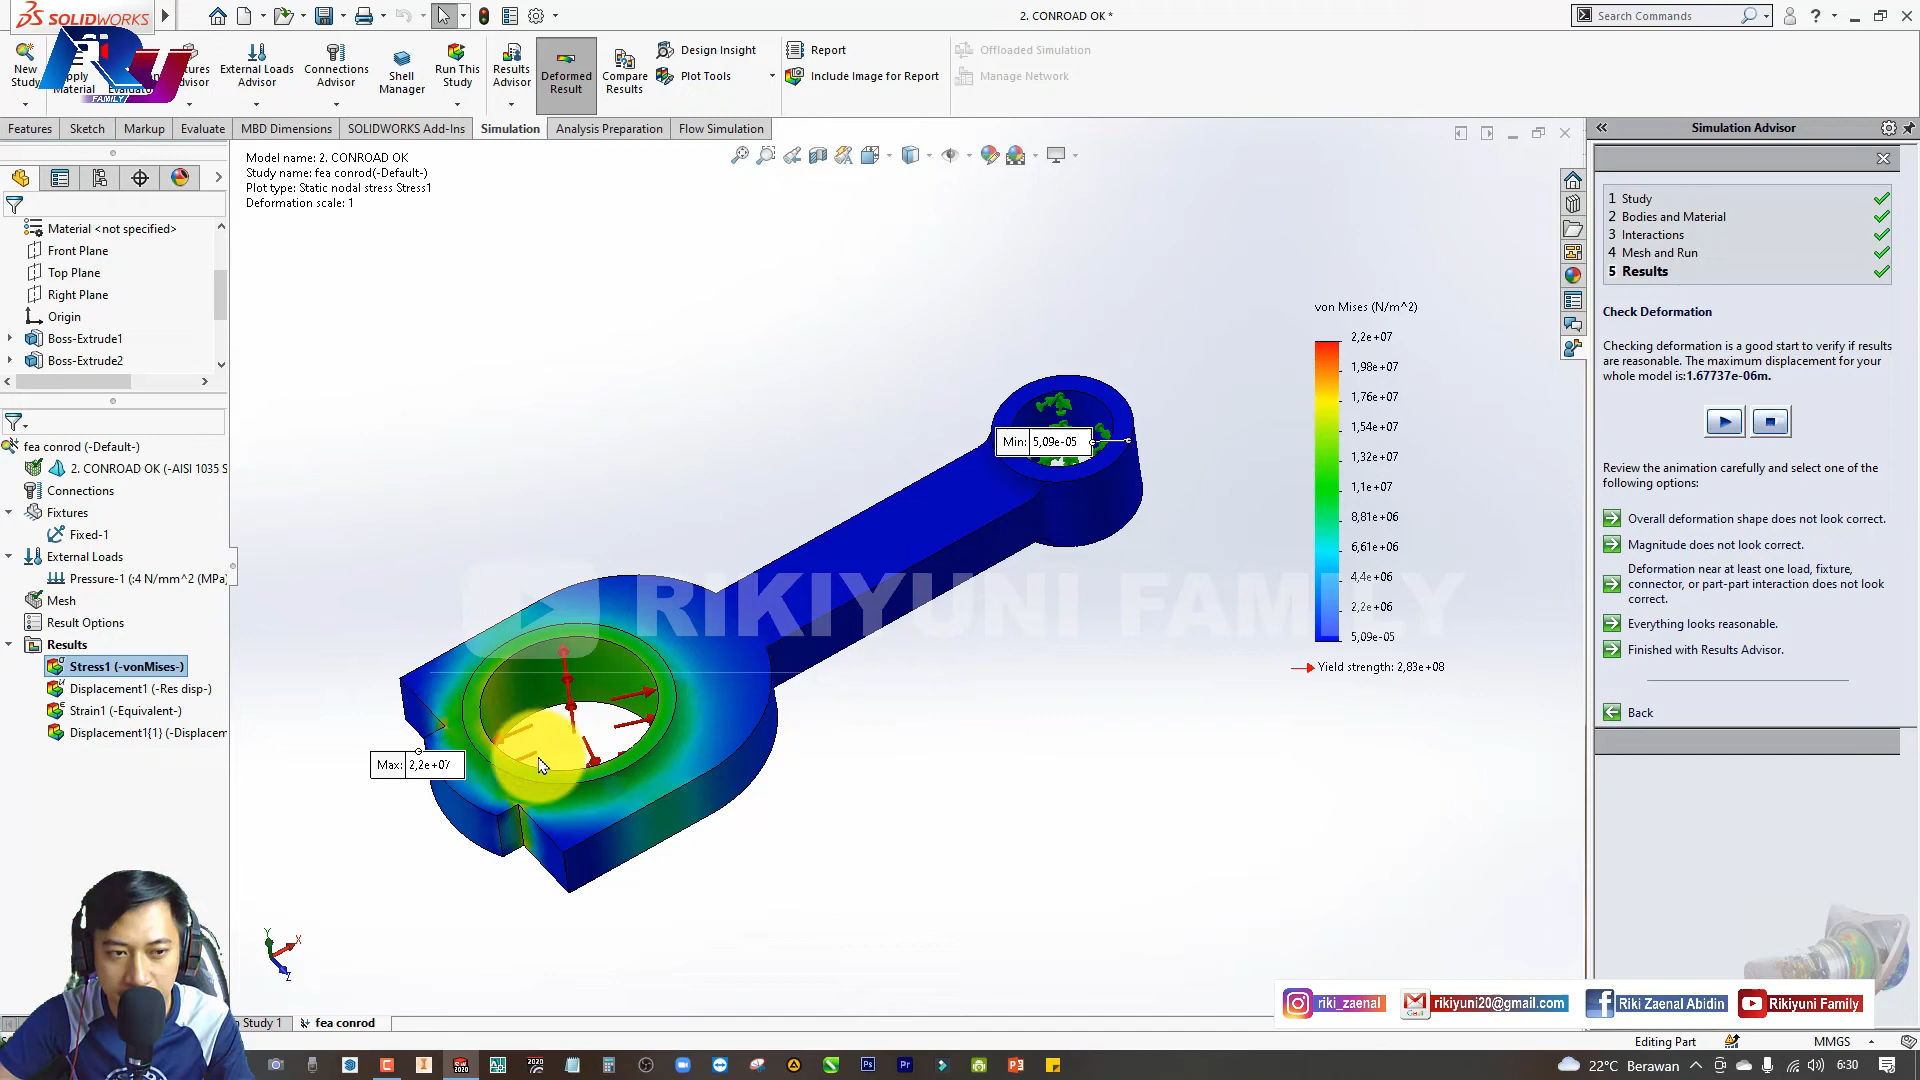 SOLIDWORKS
2. CONROAD OK *
Search Commands
New
Study
Material
Advisor
External Loads
Advisor
Connections
Advisor
Shell
Manager
Run This
Study
Results
Advisor
Deformed
Result
Compare
Results
Design Insight
Plot Tools
Report
Include Image for Report
Offloaded Simulation
Manage Network
RU
FAMILY
Features
Sketch
Markup
Evaluate
MBD Dimensions
SOLIDWORKS Add-Ins
Simulation
Analysis Preparation
Flow Simulation
Material <not specified>
Front Plane
Top Plane
Right Plane
Origin
Boss-Extrude1
Boss-Extrude2
fea conrod (-Default-)
2. CONROAD OK (-AISI 1035 S
Connections
Fixtures
Fixed-1
External Loads
Pressure-1 (:4 N/mm^2 (MPa)
Mesh
Result Options
Results
Stress1 (-vonMises-)
Displacement1 (-Res disp-)
Strain1 (-Equivalent-)
Displacement1{1} (-Displacem
Model name: 2. CONROAD OK
Study name: fea conrod(-Default-)
Plot type: Static nodal stress Stress1
Deformation scale: 1
Min: 5,09e-05
Max: 2,2e+07
von Mises (N/m^2)
2,2e+07
1,98e+07
1,76e+07
1,54e+07
1,32e+07
1,1e+07
8,81e+06
6,61e+06
4,4e+06
2,2e+06
5,09e-05
Yield strength: 2,83e+08
RIKIYUNI FAMILY
Y
X
Z
Simulation Advisor
1 Study
2 Bodies and Material
3 Interactions
4 Mesh and Run
5 Results
Check Deformation
Checking deformation is a good start to verify if results
are reasonable. The maximum displacement for your
whole model is:1.67737e-06m.
Review the animation carefully and select one of the
following options:
Overall deformation shape does not look correct.
Magnitude does not look correct.
Deformation near at least one load, fixture,
connector, or part-part interaction does not look
correct.
Everything looks reasonable.
Finished with Results Advisor.
Back
riki_zaenal
Gmail
rikiyuni20@gmail.com
Riki Zaenal Abidin
Rikiyuni Family
Study 1
fea conrod
Editing Part
MMGS
22°C Berawan
6:30